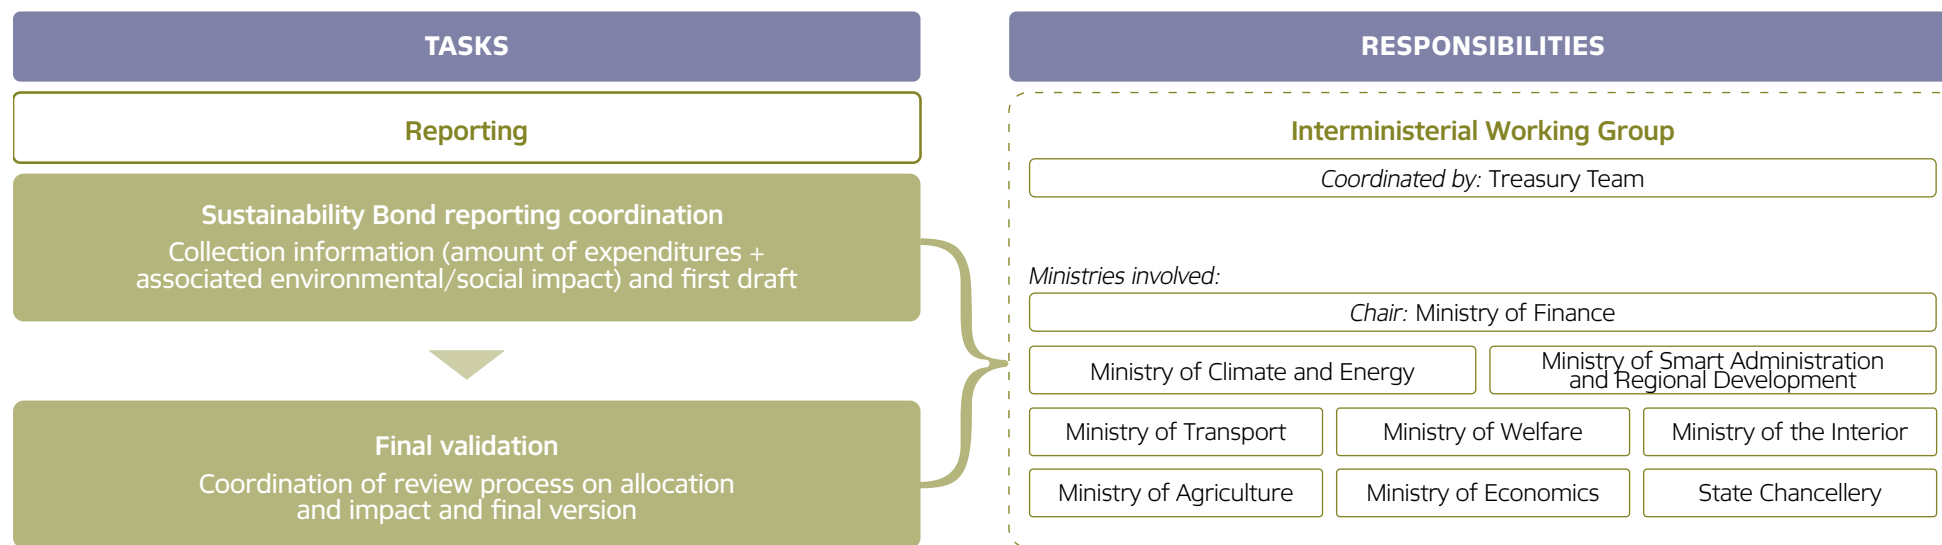 TASKS
Reporting
Sustainability Bond reporting coordination
Collection information (amount of expenditures +
associated environmental/social impact) and first draft
Final validation
Coordination of review process on allocation
and impact and final version
RESPONSIBILITIES
Interministerial Working Group
Coordinated by: Treasury Team
Ministries involved:
Chair: Ministry of Finance
Ministry of Climate and Energy
Ministry of Smart Administration
and Regional Development
Ministry of Transport
Ministry of Welfare
Ministry of the Interior
Ministry of Agriculture
Ministry of Economics
State Chancellery